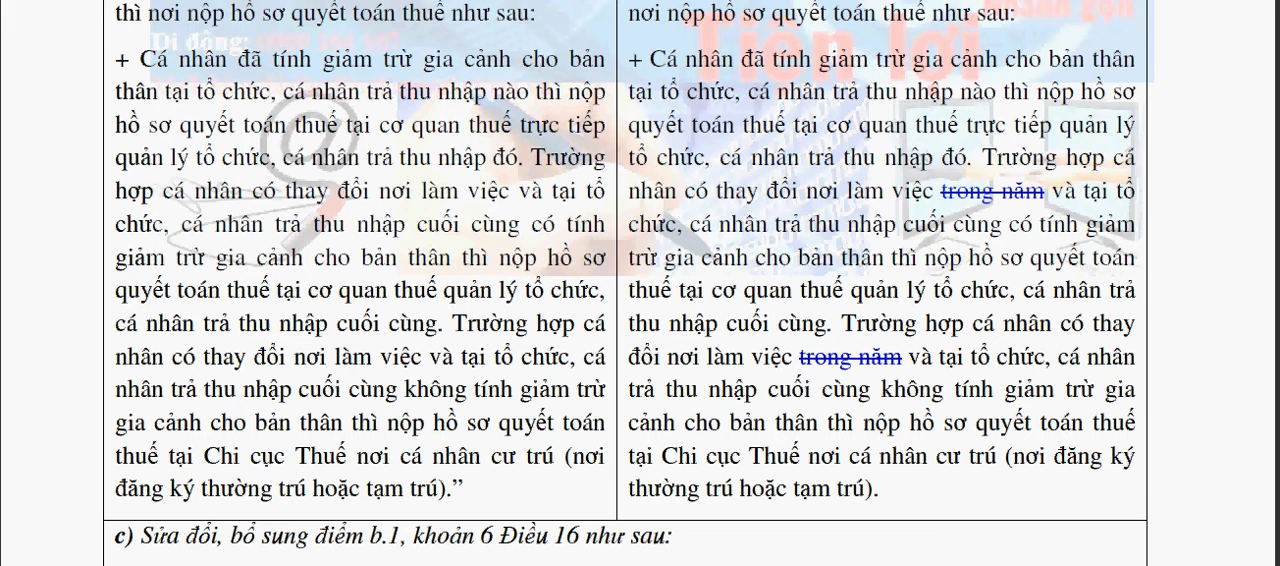 thì nơi nộp hồ sơ quyết toán thuế như sau:
+ Cá nhân đã tính giảm trừ gia cảnh cho bản
thân tại tổ chức, cá nhân trả thu nhập nào thì nộp
hồ sơ quyết toán thuế tại cơ quan thuế trực tiếp
quản lý tổ chức, cá nhân trả thu nhập đó. Trường
hợp cá nhân có thay đổi nơi làm việc và tại tổ
chức, cá nhân trả thu nhập cuối cùng có tính
giảm trừ gia cảnh cho bản thân thì nộp hồ sơ
quyết toán thuế tại cơ quan thuế quản lý tổ chức,
cá nhân trả thu nhập cuối cùng. Trường hợp cá
nhân có thay đổi nơi làm việc và tại tổ chức, cá
nhân trả thu nhập cuối cùng không tính giảm trừ
gia cảnh cho bản thân thì nộp hồ sơ quyết toán
thuế tại Chi cục Thuế nơi cá nhân cư trú (nơi
đăng ký thường trú hoặc tạm trú).”
nơi nộp hồ sơ quyết toán thuế như sau:
+ Cá nhân đã tính giảm trừ gia cảnh cho bản thân
tại tổ chức, cá nhân trả thu nhập nào thì nộp hồ sơ
quyết toán thuế tại cơ quan thuế trực tiếp quản lý
tổ chức, cá nhân trả thu nhập đó. Trường hợp cá
nhân có thay đổi nơi làm việc trong năm và tại tổ
chức, cá nhân trả thu nhập cuối cùng có tính giảm
trừ gia cảnh cho bản thân thì nộp hồ sơ quyết toán
thuế tại cơ quan thuế quản lý tổ chức, cá nhân trả
thu nhập cuối cùng. Trường hợp cá nhân có thay
đổi nơi làm việc trong năm và tại tổ chức, cá nhân
trả thu nhập cuối cùng không tính giảm trừ gia
cảnh cho bản thân thì nộp hồ sơ quyết toán thuế
tại Chi cục Thuế nơi cá nhân cư trú (nơi đăng ký
thường trú hoặc tạm trú).
c) Sửa đổi, bổ sung điểm b.1, khoản 6 Điều 16 như sau:
Di động:
Tiện lợi